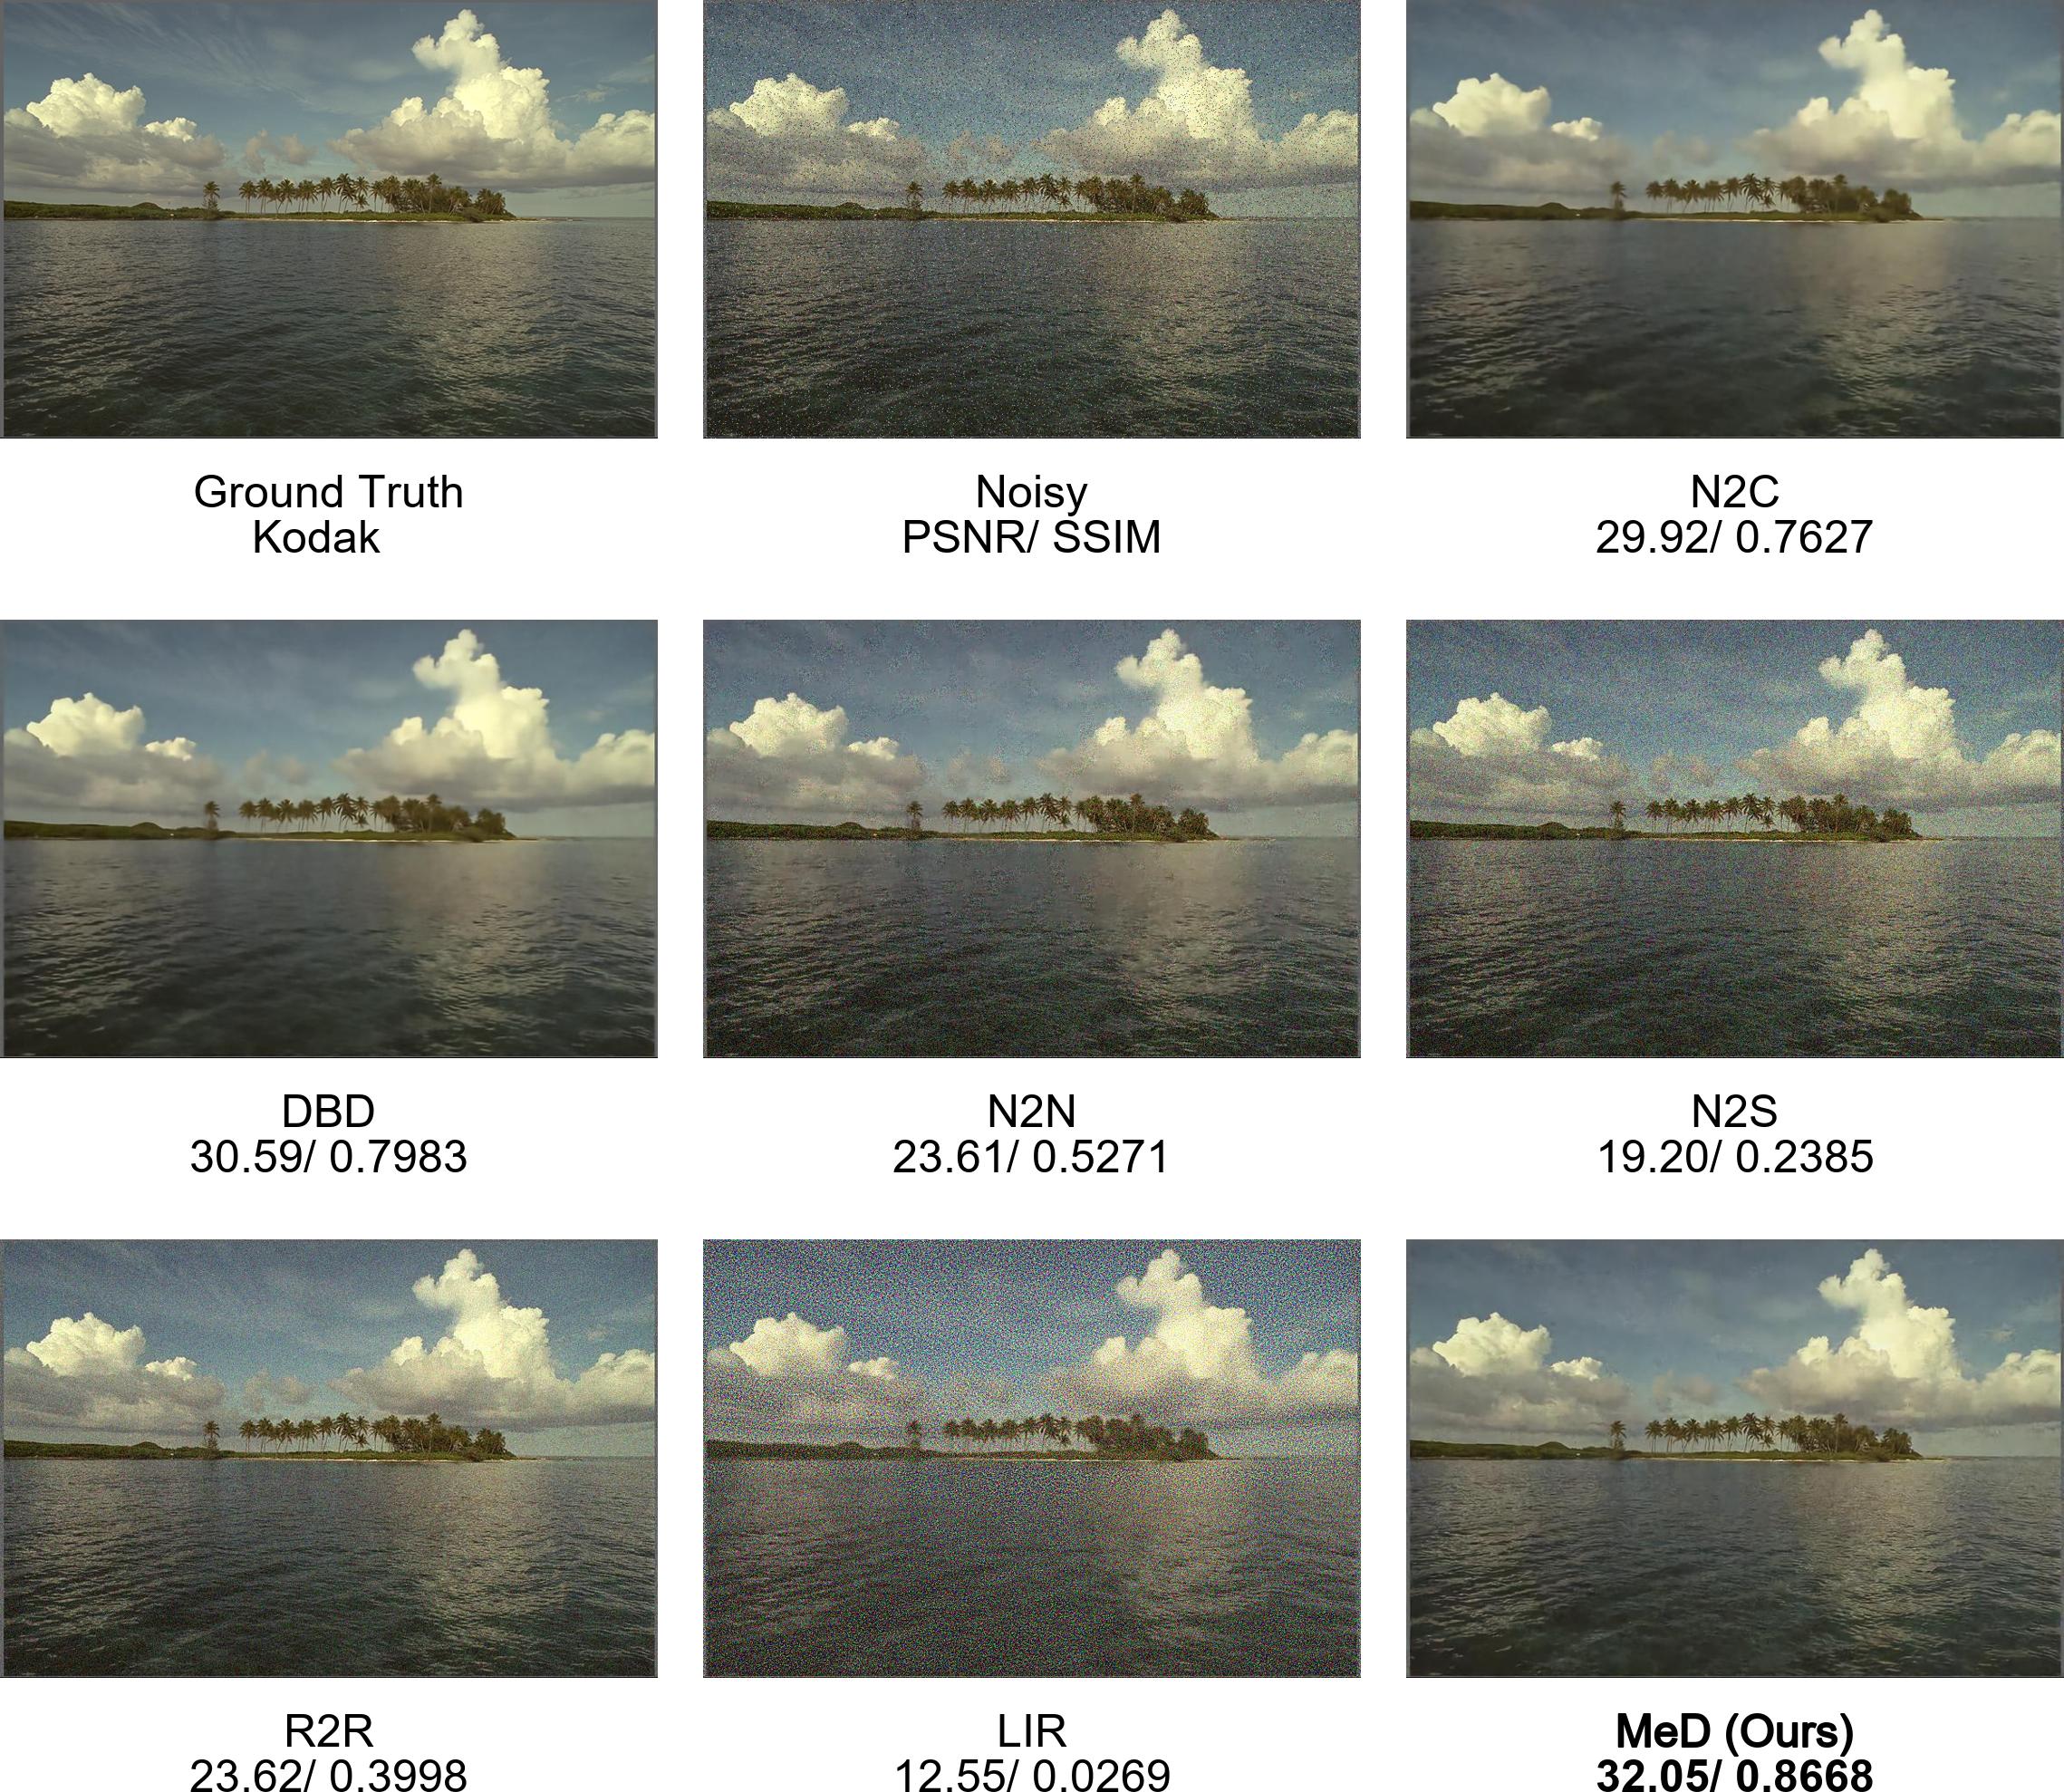 Ground Truth
Kodak
Noisy
PSNR/ SSIM
N2C
29.92/ 0.7627
DBD
30.59/ 0.7983
N2N
23.61/ 0.5271
N2S
19.20/ 0.2385
R2R
23.62/ 0.3998
LIR
12.55/ 0.0269
MeD (Ours)
32.05/ 0.8668